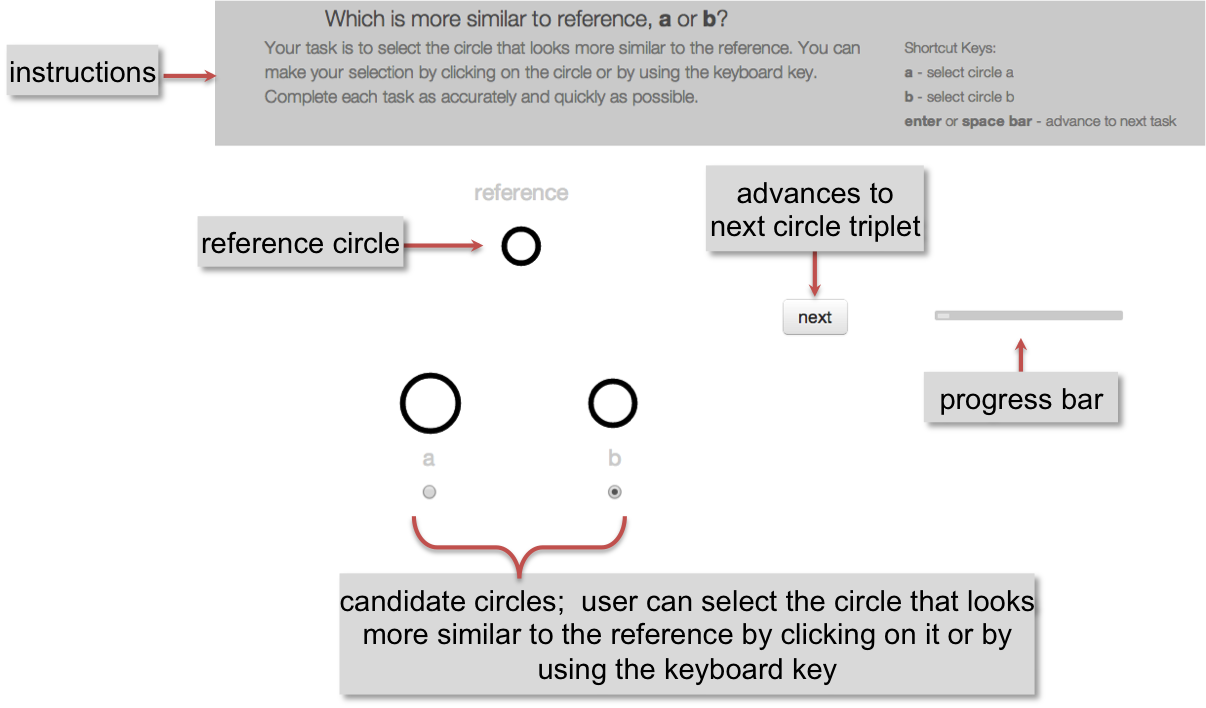 Which is more similar to reference, a or b?
Your task is to select the circle that looks more similar to the reference. You can
make your selection by clicking on the circle or by using the keyboard key.
Complete each task as accurately and quickly as possible.
Shortcut Keys:
a - select circle a
b - select circle b
enter or space bar - advance to next task
instructions
reference
reference circle
advances to
next circle triplet
next
progress bar
a
b
candidate circles;  user can select the circle that looks
more similar to the reference by clicking on it or by
using the keyboard key